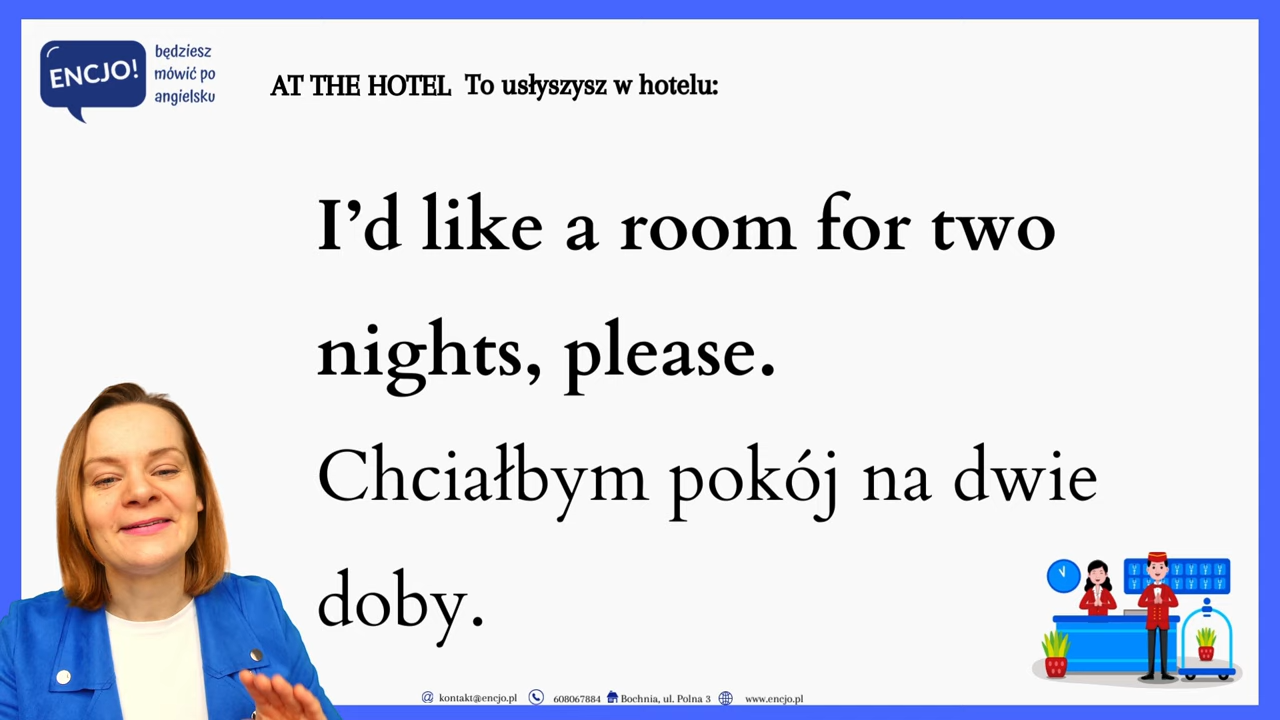 będziesz
ENCJO!
mówić po
angielsku
AT THE HOTEL To usłyszysz w hotelu:
I’d like a room for two
nights, please.
Chciałbym pokój na dwie
doby.
kontakt@encjo.pl 608067884 Bochnia, ul. Polna 3 www.encjo.pl